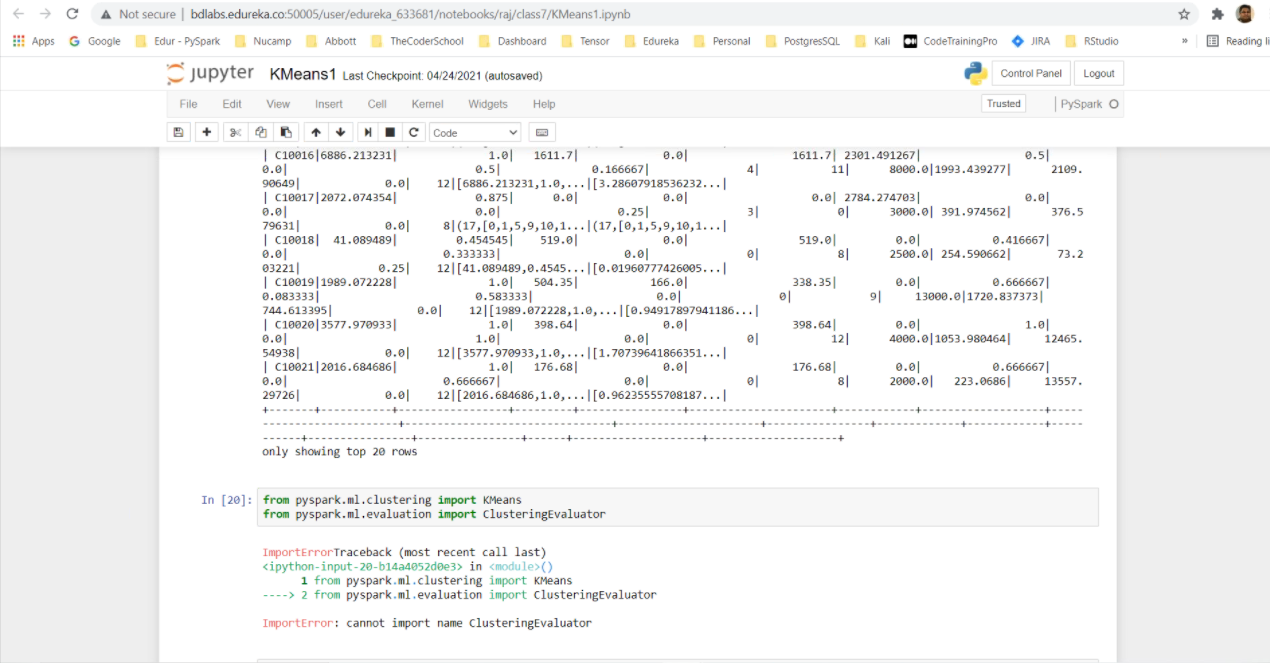 Not secure | bdlabs.edureka.co:50005/user/edureka_633681/notebooks/raj/class7/KMeans1.ipynb
Apps Google Edur - PySpark Nucamp Abbott TheCoderSchool Dashboard Tensor Edureka Personal PostgresSQL Kali CodeTrainingPro JIRA RStudio » Reading li
jupyter KMeans1 Last Checkpoint: 04/24/2021 (autosaved) Control Panel Logout
File Edit View Insert Cell Kernel Widgets Help Trusted | PySpark
Code
| C10016|6886.213231| 1.0| 1611.7| 0.0| 1611.7| 2301.491267| 0.5|
0.0| 0.5| 0.166667| 4| 11| 8000.0|1993.439277| 2109.
90649| 0.0| 12|[6886.213231,1.0,...|[3.28607918536232...|
| C10017|2072.074354| 0.875| 0.0| 0.0| 0.0| 2784.274703| 0.0|
0.0| 0.0| 0.25| 3| 0| 3000.0| 391.974562| 376.5
79631| 0.0| 8|(17,[0,1,5,9,10,1...|(17,[0,1,5,9,10,1...|
| C10018| 41.089489| 0.454545| 519.0| 0.0| 519.0| 0.0| 0.416667|
0.0| 0.333333| 0.0| 0| 8| 2500.0| 254.590662| 73.2
03221| 0.25| 12|[41.089489,0.4545...|[0.01960777426005...|
| C10019|1989.072228| 1.0| 504.35| 166.0| 338.35| 0.0| 0.666667|
0.083333| 0.583333| 0.0| 0| 9| 13000.0|1720.837373|
744.613395| 0.0| 12|[1989.072228,1.0,...|[0.94917897941186...|
| C10020|3577.970933| 1.0| 398.64| 0.0| 398.64| 0.0| 1.0|
0.0| 1.0| 0.0| 0| 12| 4000.0|1053.980464| 12465.
54938| 0.0| 12|[3577.970933,1.0,...|[1.70739641866351...|
| C10021|2016.684686| 1.0| 176.68| 0.0| 176.68| 0.0| 0.666667|
0.0| 0.666667| 0.0| 0| 8| 2000.0| 223.0686| 13557.
29726| 0.0| 12|[2016.684686,1.0,...|[0.96235555708187...|
+-------+-----------+----------------+---------+----------------+----------------------+------------+-------------------+-----
---------------------+--------------------------------+----------------------+----------------+-------------+------------+-----
------+----------------+----------------+------+--------------------+--------------------+
only showing top 20 rows
In [20]: from pyspark.ml.clustering import KMeans
from pyspark.ml.evaluation import ClusteringEvaluator
ImportErrorTraceback (most recent call last)
<ipython-input-20-b14a4052d0e3> in <module>()
1 from pyspark.ml.clustering import KMeans
----> 2 from pyspark.ml.evaluation import ClusteringEvaluator
ImportError: cannot import name ClusteringEvaluator